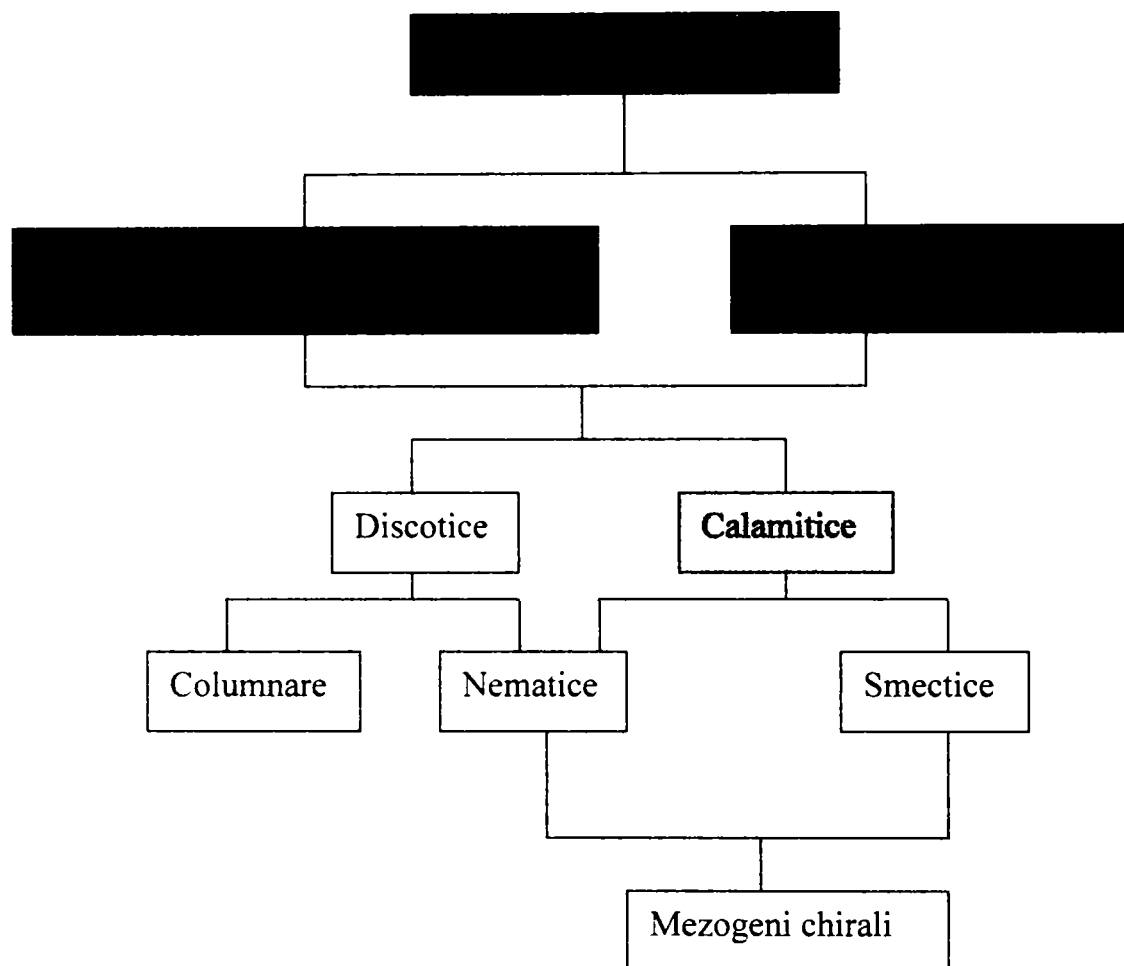 Discotice
Calamitice
Columnare
Nematice
Smectice
Mezogeni chirali